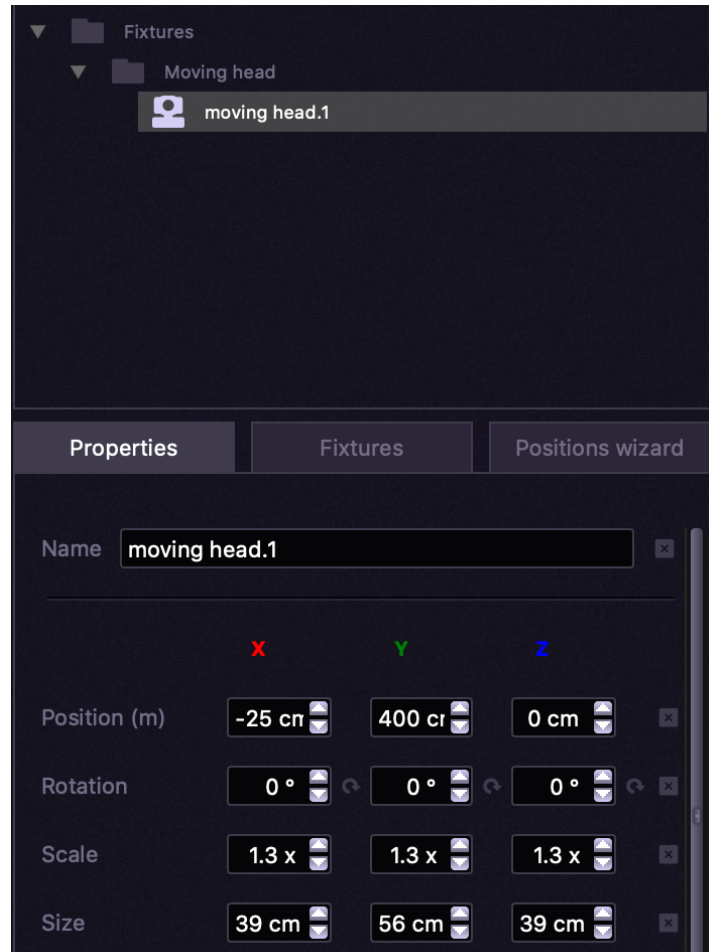 Fixtures
Moving head
moving head.1
Properties Fixtures Positions wizard
Name moving head.1
X Y Z
Position (m) -25 cm 400 cr 0 cm
Rotation 0 ° 0 ° 0 °
Scale 1.3 x 1.3 x 1.3 x
Size 39 cm 56 cm 39 cm